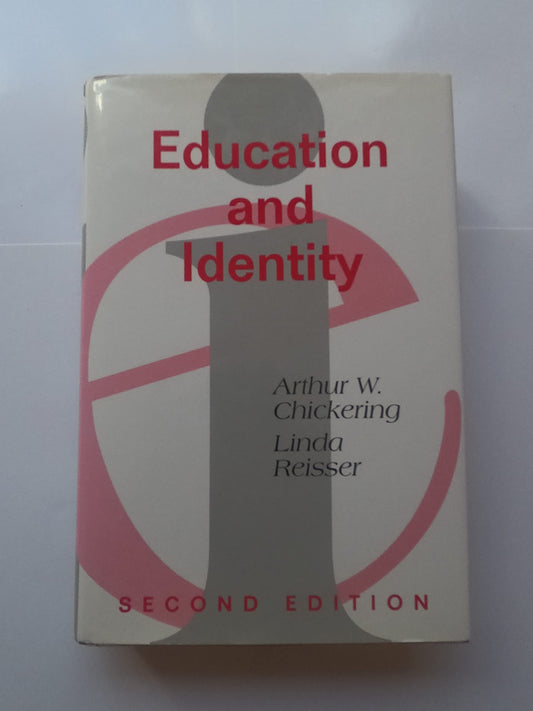 Education
and
Identity
Arthur W.
Chickering
Linda
Reisser
SECOND EDITION